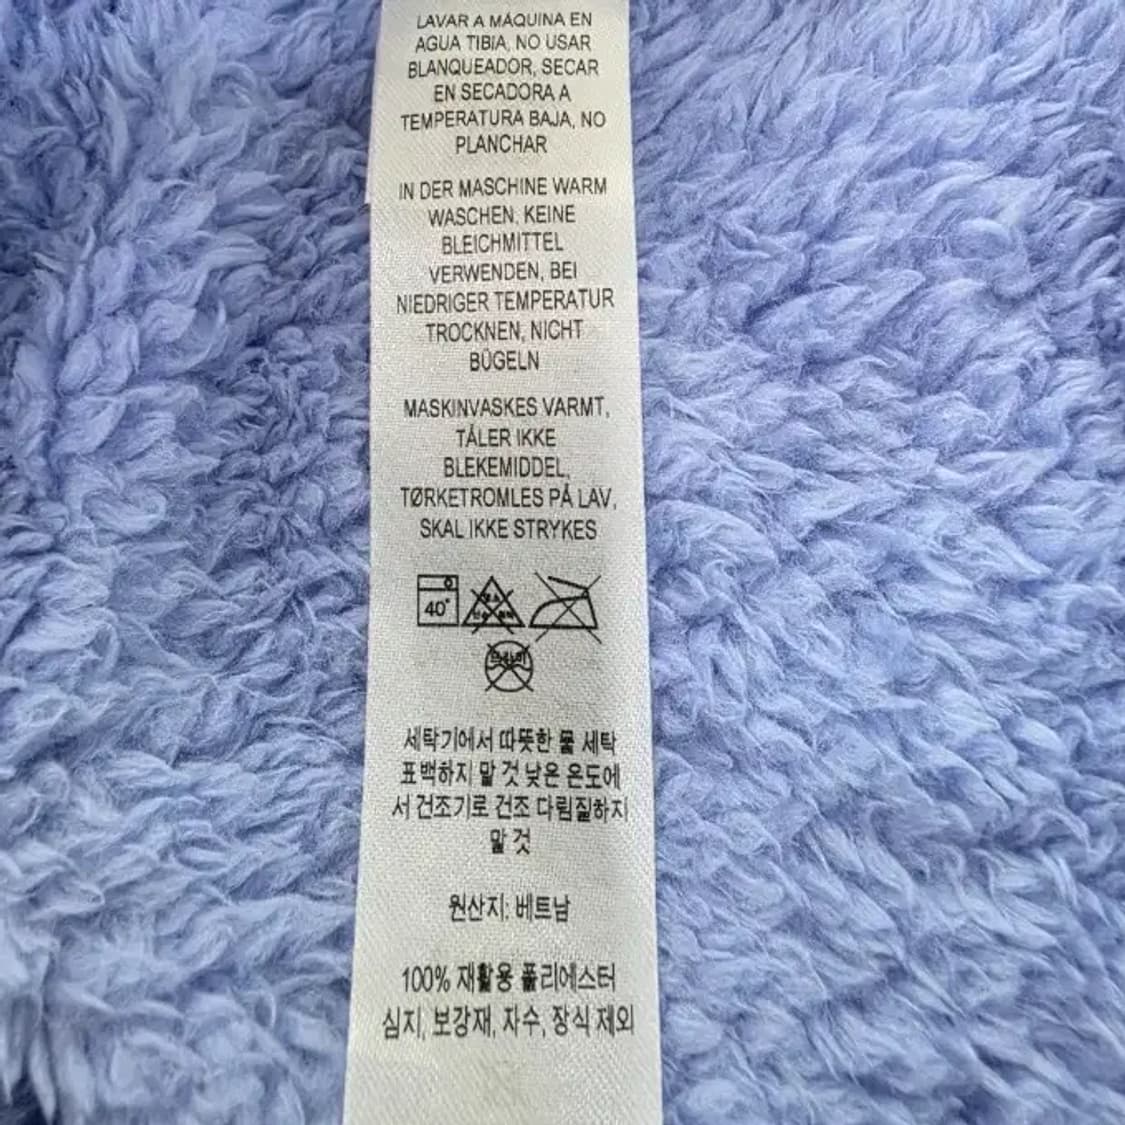 LAVAR A MÁQUINA EN
AGUA TIBIA, NO USAR
BLANQUEADOR, SECAR
EN SECADORA A
TEMPERATURA BAJA, NO
PLANCHAR
IN DER MASCHINE WARM
WASCHEN, KEINE
BLEICHMITTEL
VERWENDEN, BEI
NIEDRIGER TEMPERATUR
TROCKNEN, NICHT
BÜGELN
MASKINVASKES VARMT,
TÅLER IKKE
BLEKEMIDDEL,
TØRKETROMLES PÅ LAV,
SKAL IKKE STRYKES
40°
세탁기에서 따뜻한 물 세탁
표백하지 말 것 낮은 온도에
서 건조기로 건조 다림질하지
말 것
원산지: 베트남
100% 재활용 폴리에스터
심지, 보강재, 자수, 장식 제외